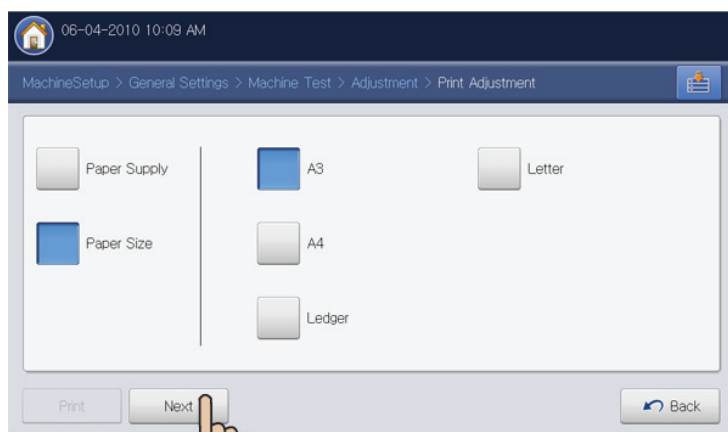 06-04-2010 10:09 AM
MachineSetup > General Settings > Machine Test > Adjustment > Print Adjustment
Paper Supply
A3
Letter
Paper Size
A4
Ledger
Print
Next
Back